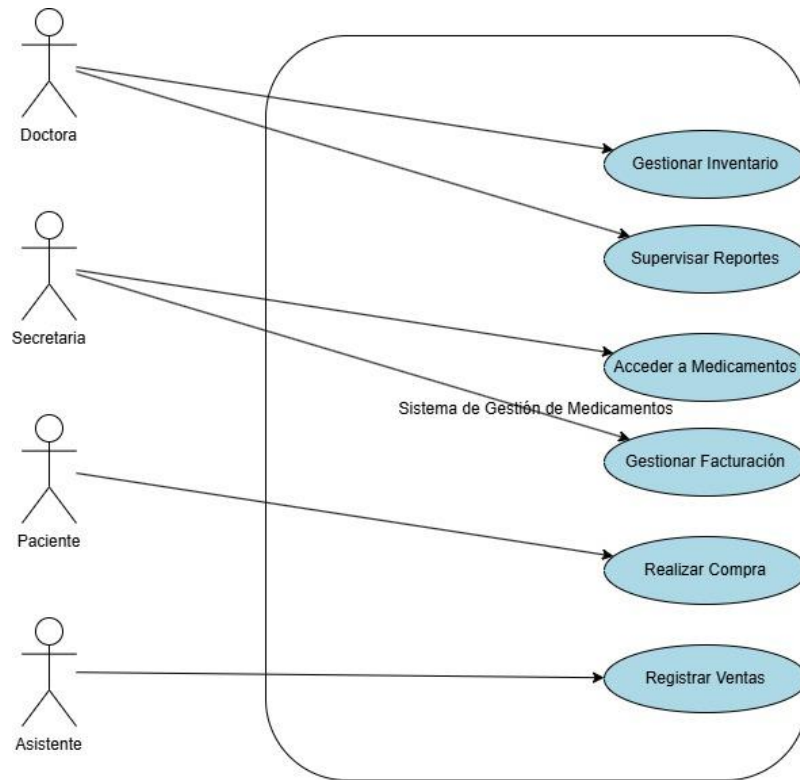 Doctora
Gestionar Inventario
Supervisar Reportes
Secretaria
Acceder a Medicamentos
Sistema de Gestión de Medicamentos
Gestionar Facturación
Paciente
Realizar Compra
Registrar Ventas
Asistente